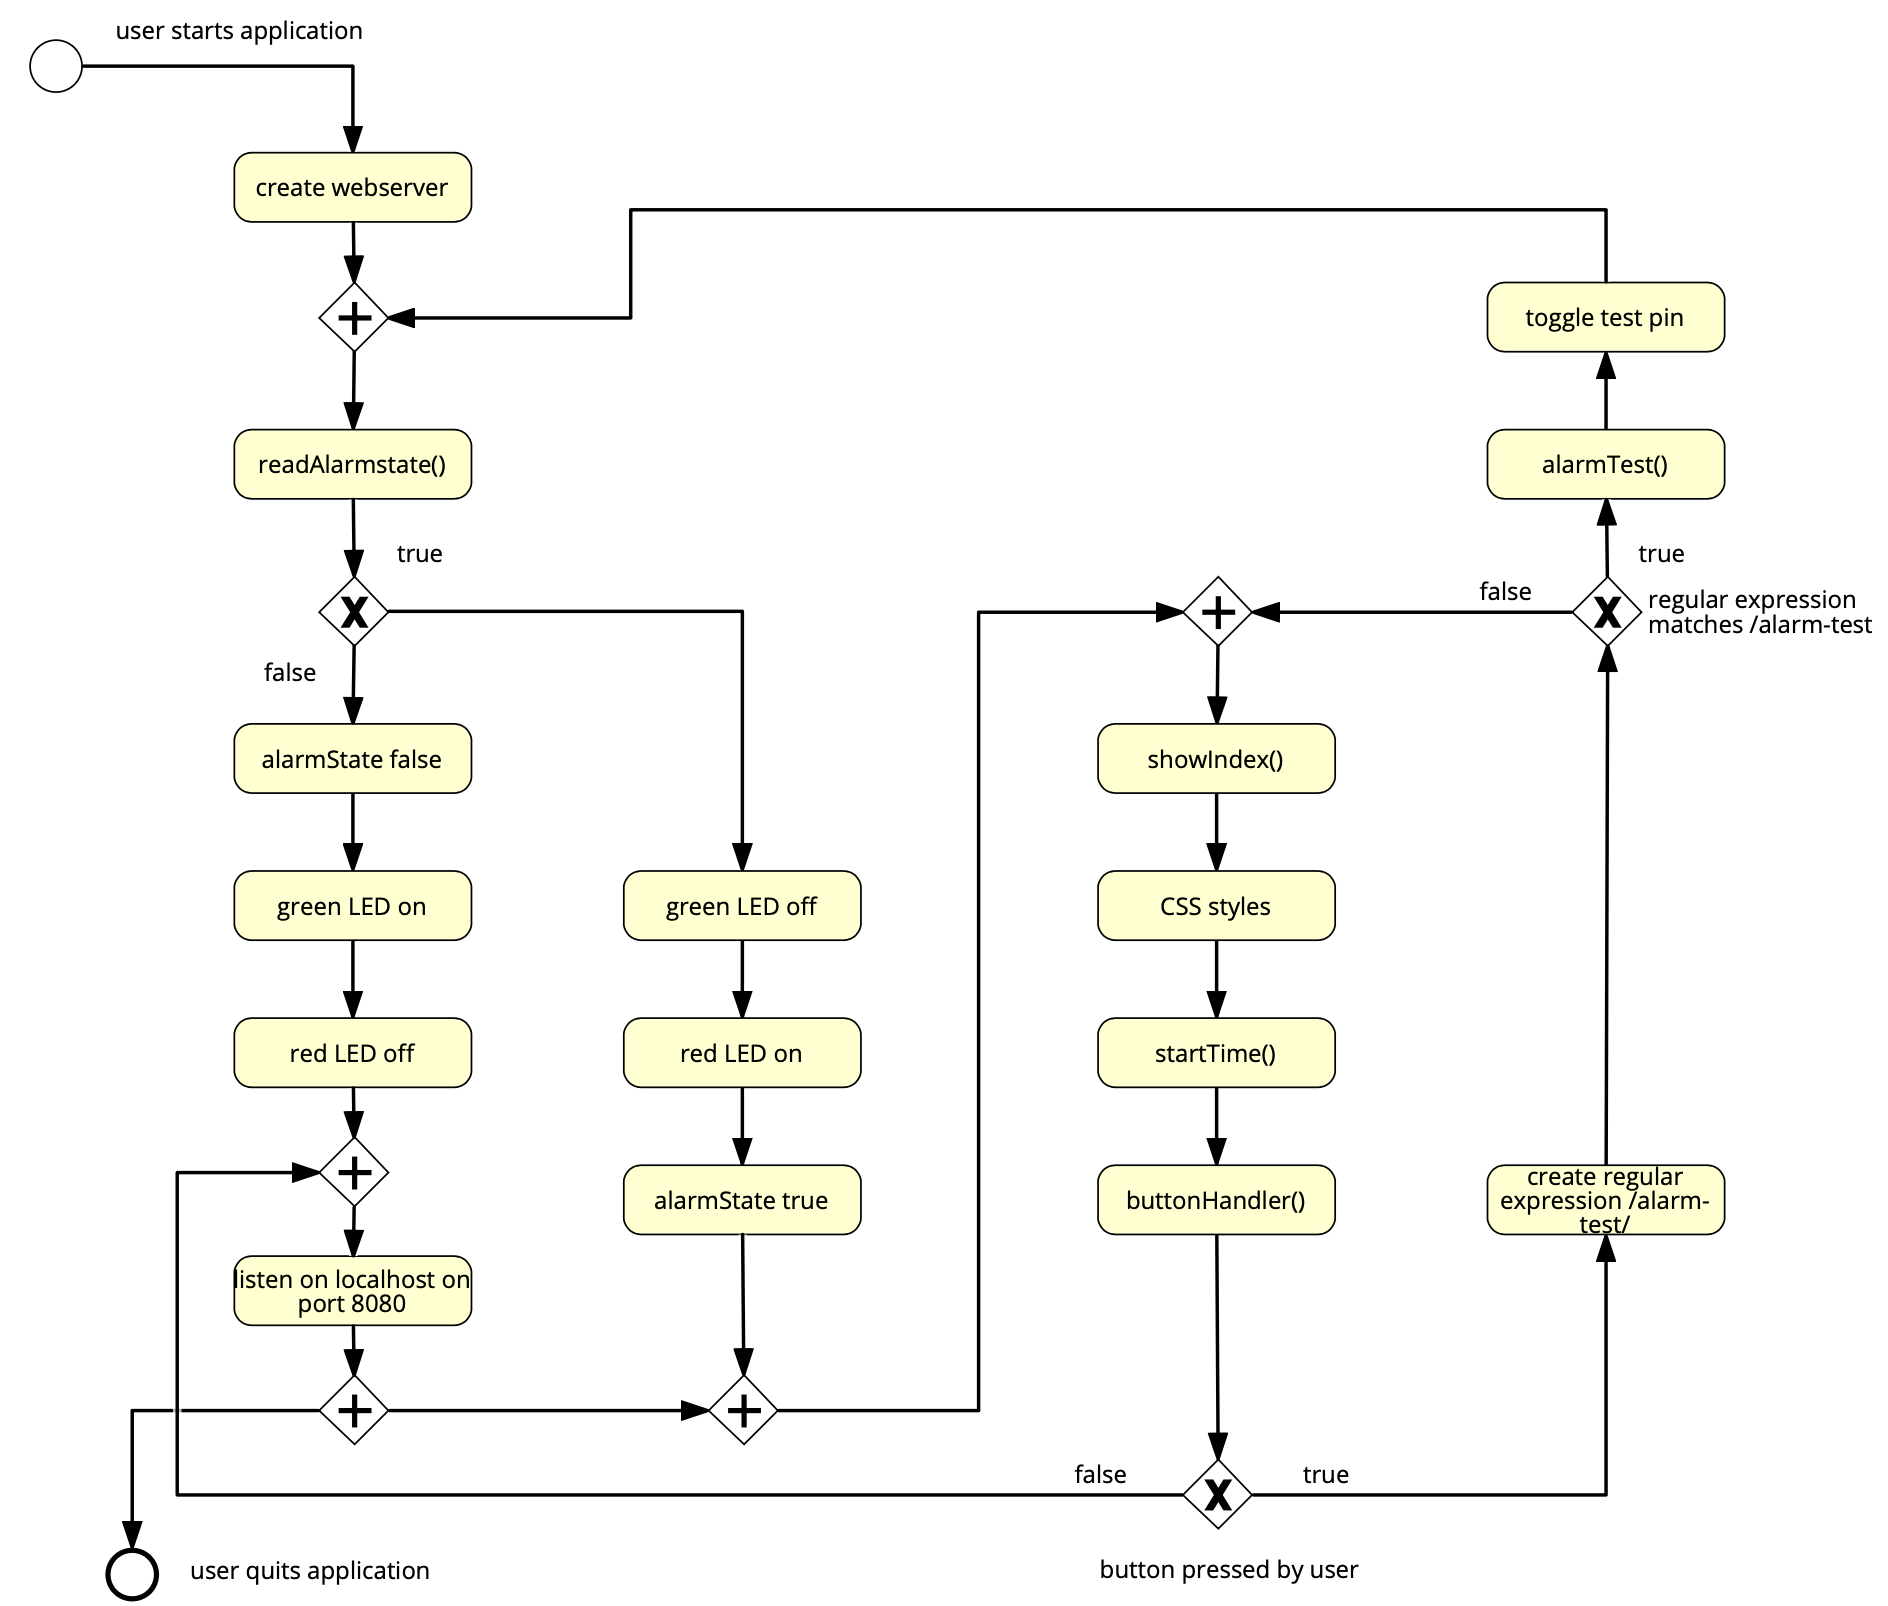 user starts application
create webserver
toggle test pin
readAlarmstate()
alarmTest()
true
true
false
regular expression
matches /alarm-test
false
alarmState false
showIndex()
green LED on
green LED off
CSS styles
red LED off
red LED on
startTime()
alarmState true
buttonHandler()
create regular
expression /alarm-
test/
listen on localhost on
port 8080
false
true
user quits application
button pressed by user